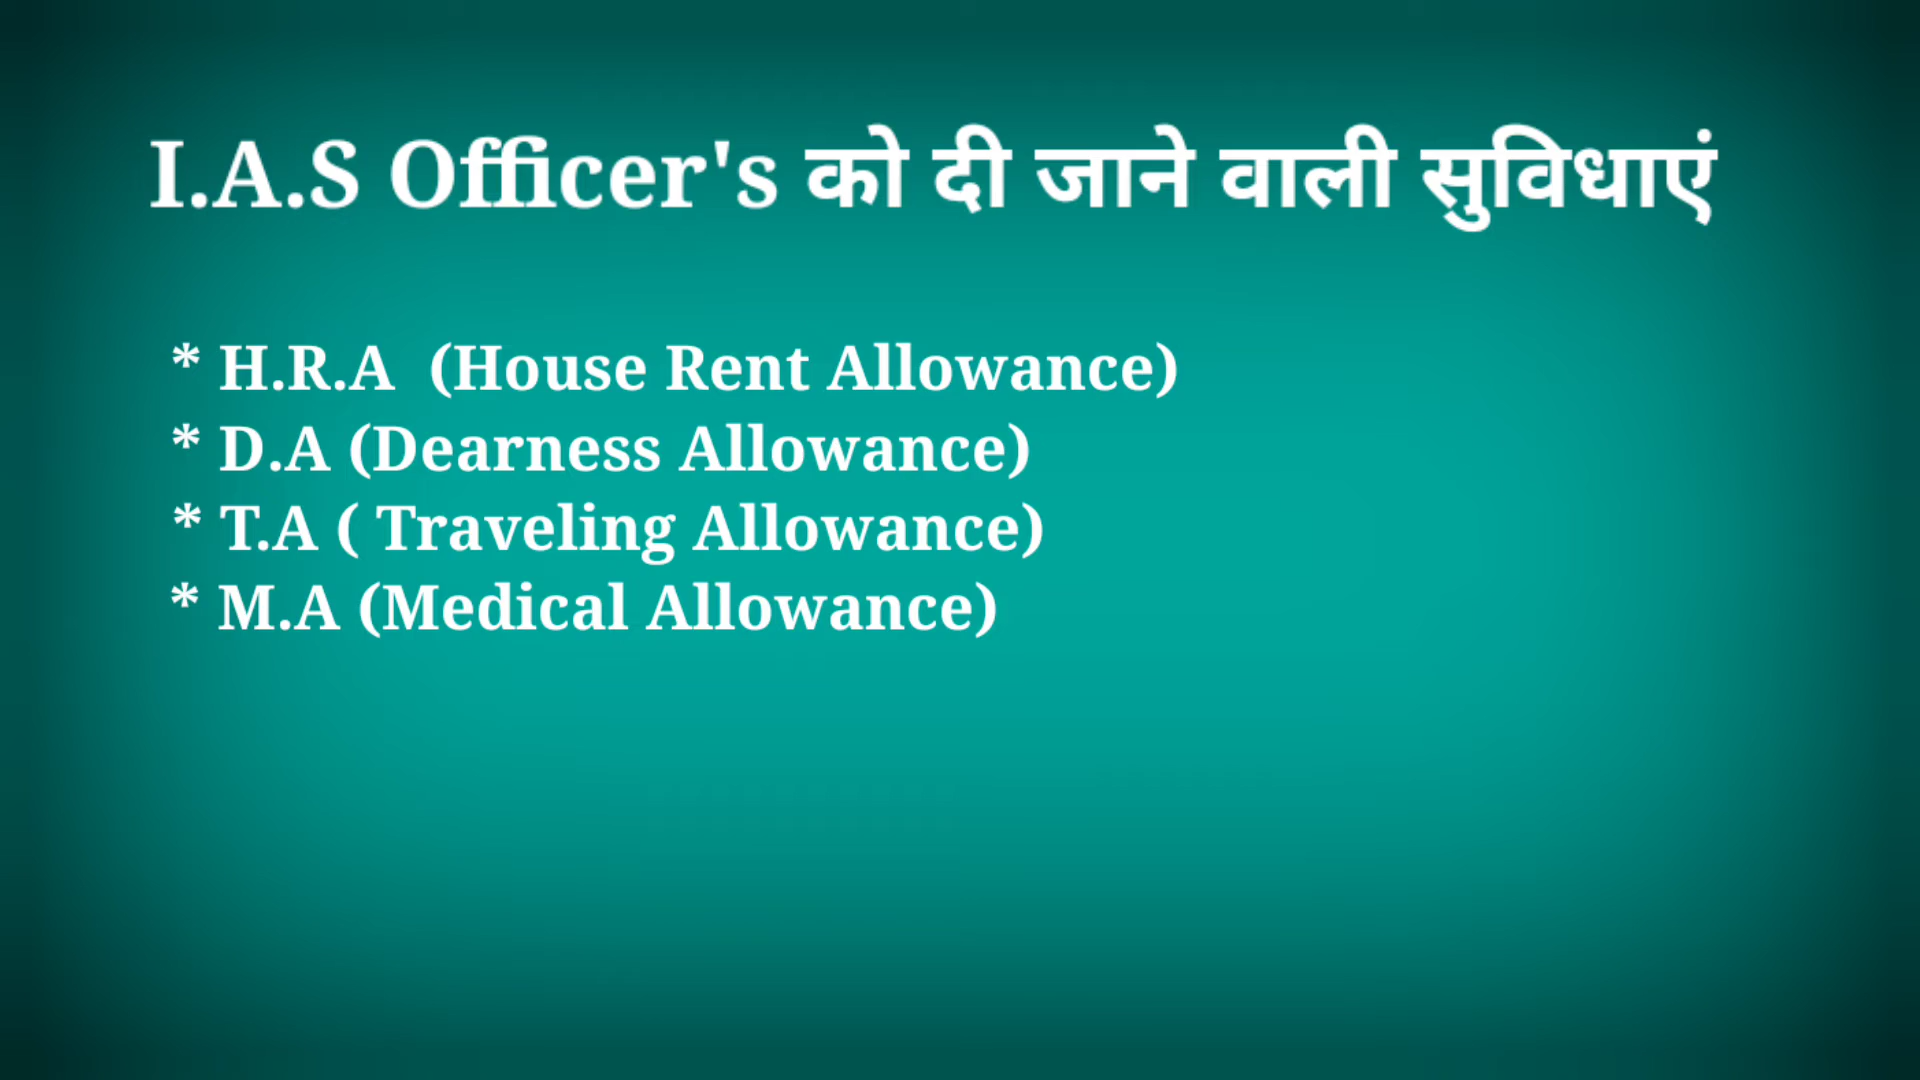 I.A.S Officer's को दी जाने वाली सुविधाएं
* H.R.A (House Rent Allowance)
* D.A (Dearness Allowance)
* T.A ( Traveling Allowance)
* M.A (Medical Allowance)